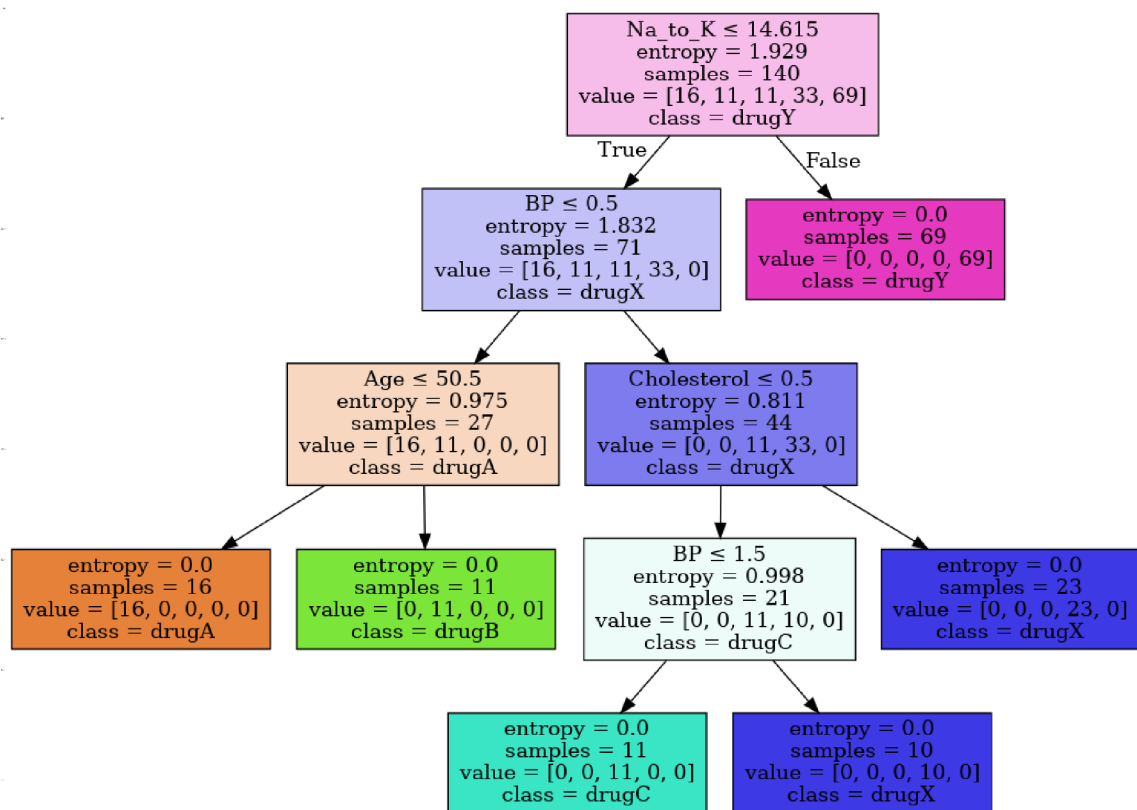 Na_to_K ≤ 14.615
entropy = 1.929
samples = 140
value = [16, 11, 11, 33, 69]
class = drugY
True
False
BP ≤ 0.5
entropy = 1.832
samples = 71
value = [16, 11, 11, 33, 0]
class = drugX
entropy = 0.0
samples = 69
value = [0, 0, 0, 0, 69]
class = drugY
Age ≤ 50.5
entropy = 0.975
samples = 27
value = [16, 11, 0, 0, 0]
class = drugA
Cholesterol ≤ 0.5
entropy = 0.811
samples = 44
value = [0, 0, 11, 33, 0]
class = drugX
entropy = 0.0
samples = 16
value = [16, 0, 0, 0, 0]
class = drugA
entropy = 0.0
samples = 11
value = [0, 11, 0, 0, 0]
class = drugB
BP ≤ 1.5
entropy = 0.998
samples = 21
value = [0, 0, 11, 10, 0]
class = drugC
entropy = 0.0
samples = 23
value = [0, 0, 0, 23, 0]
class = drugX
entropy = 0.0
samples = 11
value = [0, 0, 11, 0, 0]
class = drugC
entropy = 0.0
samples = 10
value = [0, 0, 0, 10, 0]
class = drugX